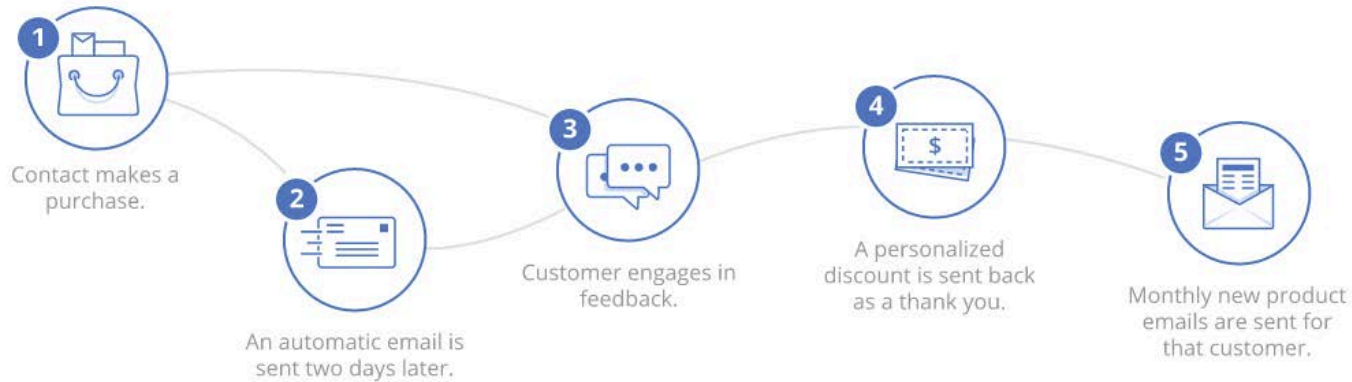 1
Contact makes a
purchase.
2
An automatic email is
sent two days later.
3
Customer engages in
feedback.
4
$
A personalized
discount is sent back
as a thank you.
5
Monthly new product
emails are sent for
that customer.